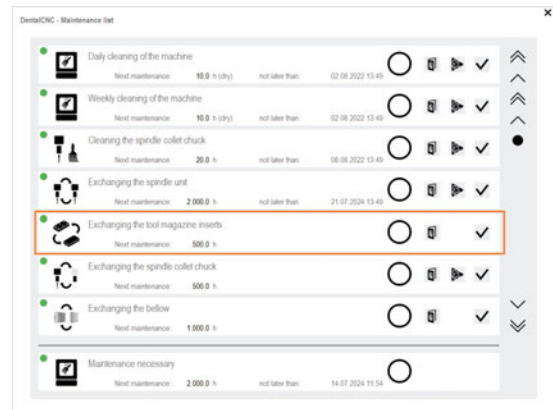 DentalCNC - Maintenance list
Daily cleaning of the machine
Next maintenance: 10.0 h (dry) not later than: 02.08.2022 13:49
Weekly cleaning of the machine
Next maintenance: 10.0 h (dry) not later than: 02.08.2022 13:49
Cleaning the spindle collet chuck
Next maintenance: 20.0 h not later than: 08.08.2022 13:49
Exchanging the spindle unit
Next maintenance: 2 000.0 h not later than: 21.07.2024 13:49
Exchanging the tool magazine inserts
Next maintenance: 500.0 h
Exchanging the spindle collet chuck
Next maintenance: 500.0 h
Exchanging the bellow
Next maintenance: 1 000.0 h
Maintenance necessary
Next maintenance: 2 000.0 h not later than: 14.07.2024 11:54